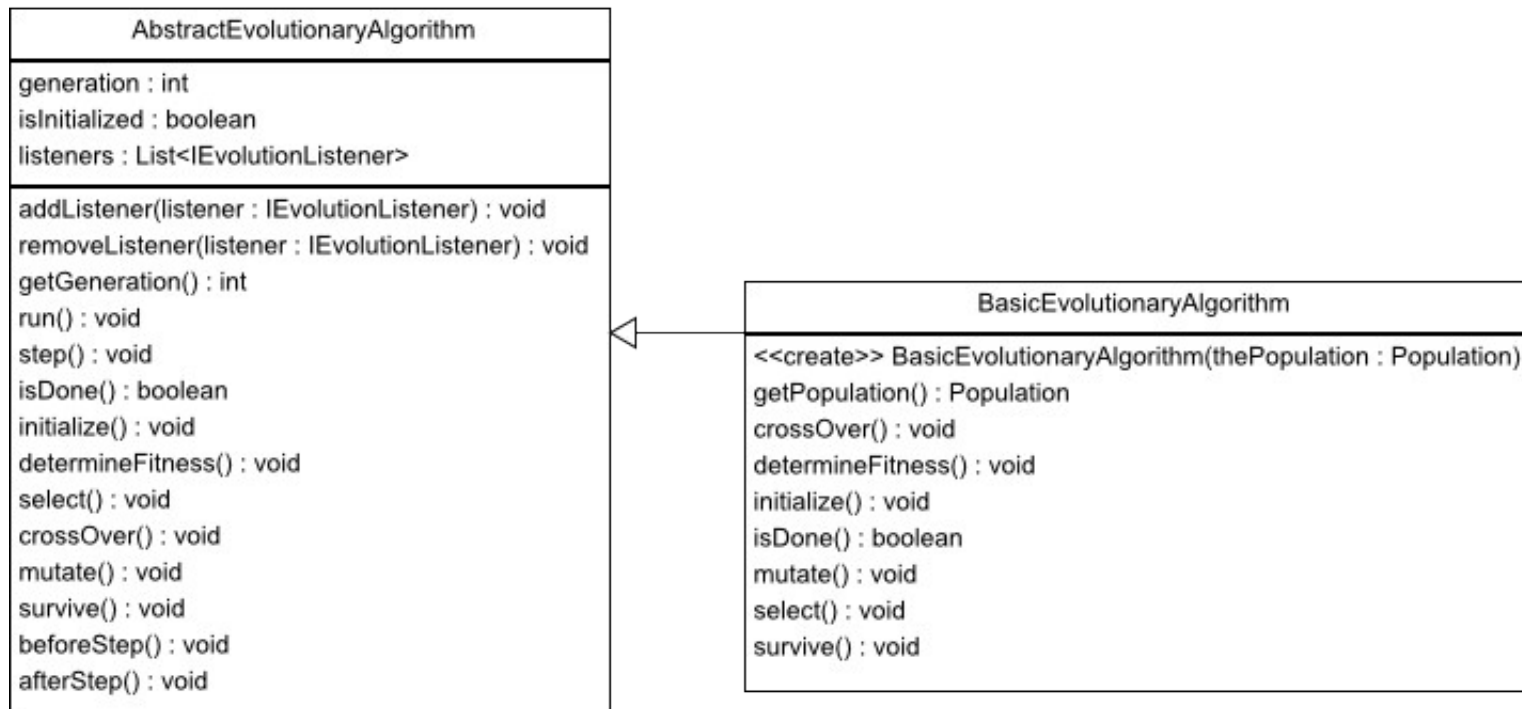 AbstractEvolutionaryAlgorithm
generation : int
isInitialized : boolean
listeners : List<IEvolutionListener>
addListener(listener : IEvolutionListener) : void
removeListener(listener : IEvolutionListener) : void
getGeneration() : int
run() : void
step() : void
isDone() : boolean
initialize() : void
determineFitness() : void
select() : void
crossOver() : void
mutate() : void
survive() : void
beforeStep() : void
afterStep() : void
BasicEvolutionaryAlgorithm
<<create>> BasicEvolutionaryAlgorithm(thePopulation : Population)
getPopulation() : Population
crossOver() : void
determineFitness() : void
initialize() : void
isDone() : boolean
mutate() : void
select() : void
survive() : void